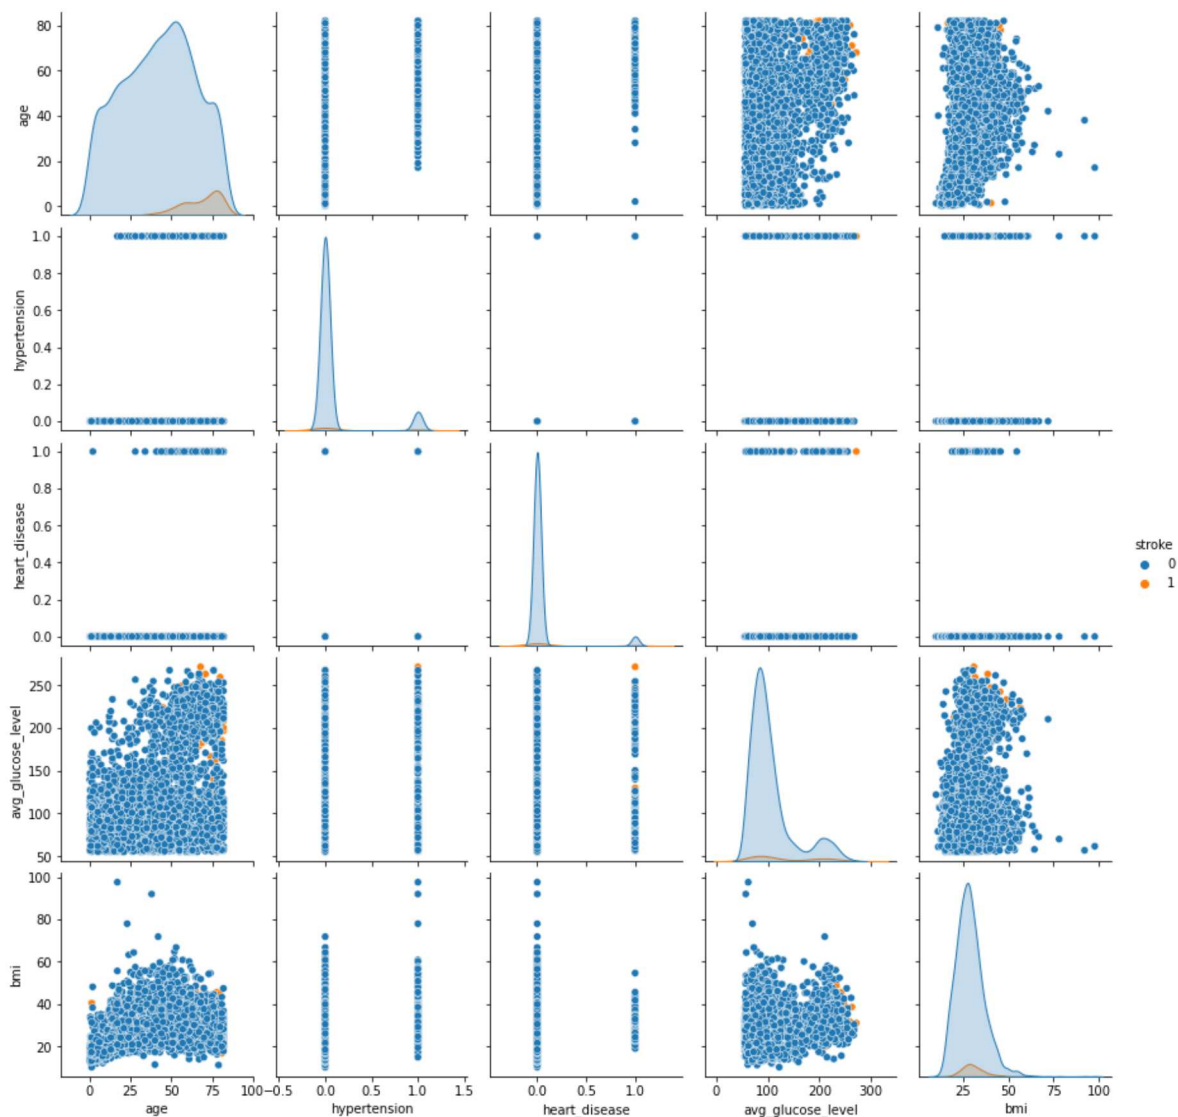 80
60
40
20
0
age
1.0
0.8
0.6
0.4
0.2
0.0
hypertension
1.0
0.8
0.6
0.4
0.2
0.0
heart_disease
stroke
0
1
250
200
150
100
50
avg_glucose_level
100
80
60
40
20
bmi
0 25 50 75 100
−0.5 0.0 0.5 1.0 1.5
0.0 0.5 1.0
0 100 200 300
25 50 75 100
age
hypertension
heart_disease
avg_glucose_level
bmi